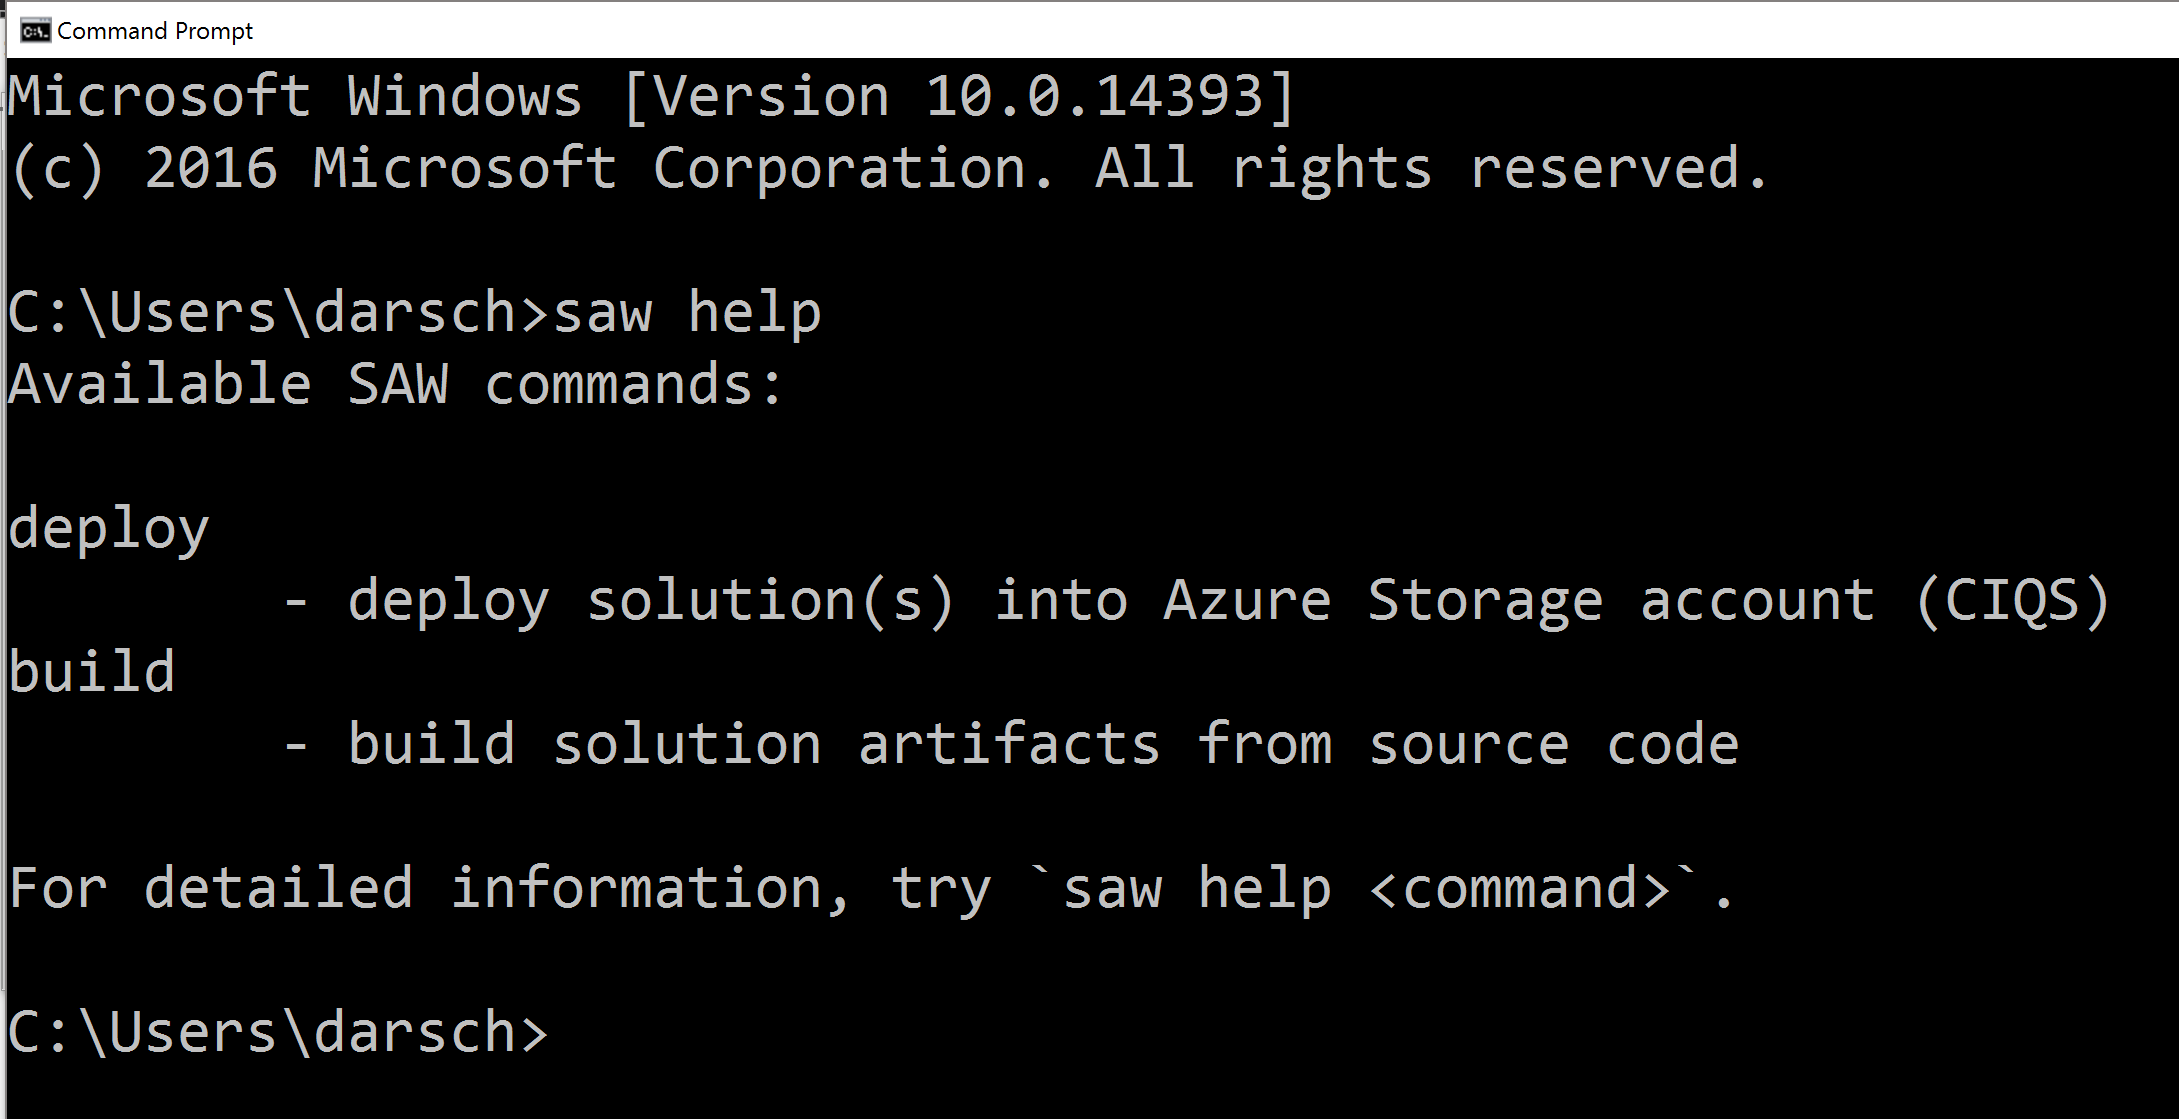 Command Prompt
Microsoft Windows [Version 10.0.14393]
(c) 2016 Microsoft Corporation. All rights reserved.
C:\Users\darsch>saw help
Available SAW commands:
deploy
- deploy solution(s) into Azure Storage account (CIQS)
build
- build solution artifacts from source code
For detailed information, try `saw help <command>`.
C:\Users\darsch>